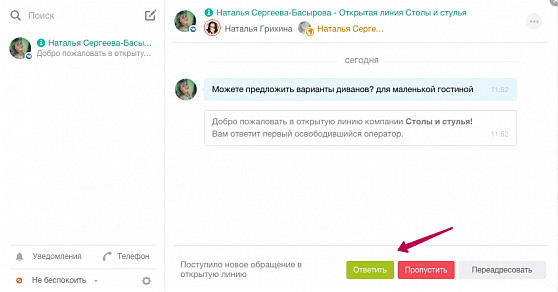 Поиск
Наталья Сергеева-Басы...
Добро пожаловать в открыту...
Уведомления
Телефон
Не беспокоить
Наталья Сергеева-Басырова - Открытая линия Столы и стулья
Наталья Грихина
Наталья Серге...
сегодня
Можете предложить варианты диванов? для маленькой гостиной 11:52
Добро пожаловать в открытую линию компании Столы и стулья!
Вам ответит первый освободившийся оператор. 11:52
Поступило новое обращение в
открытую линию
Ответить
Пропустить
Переадресовать